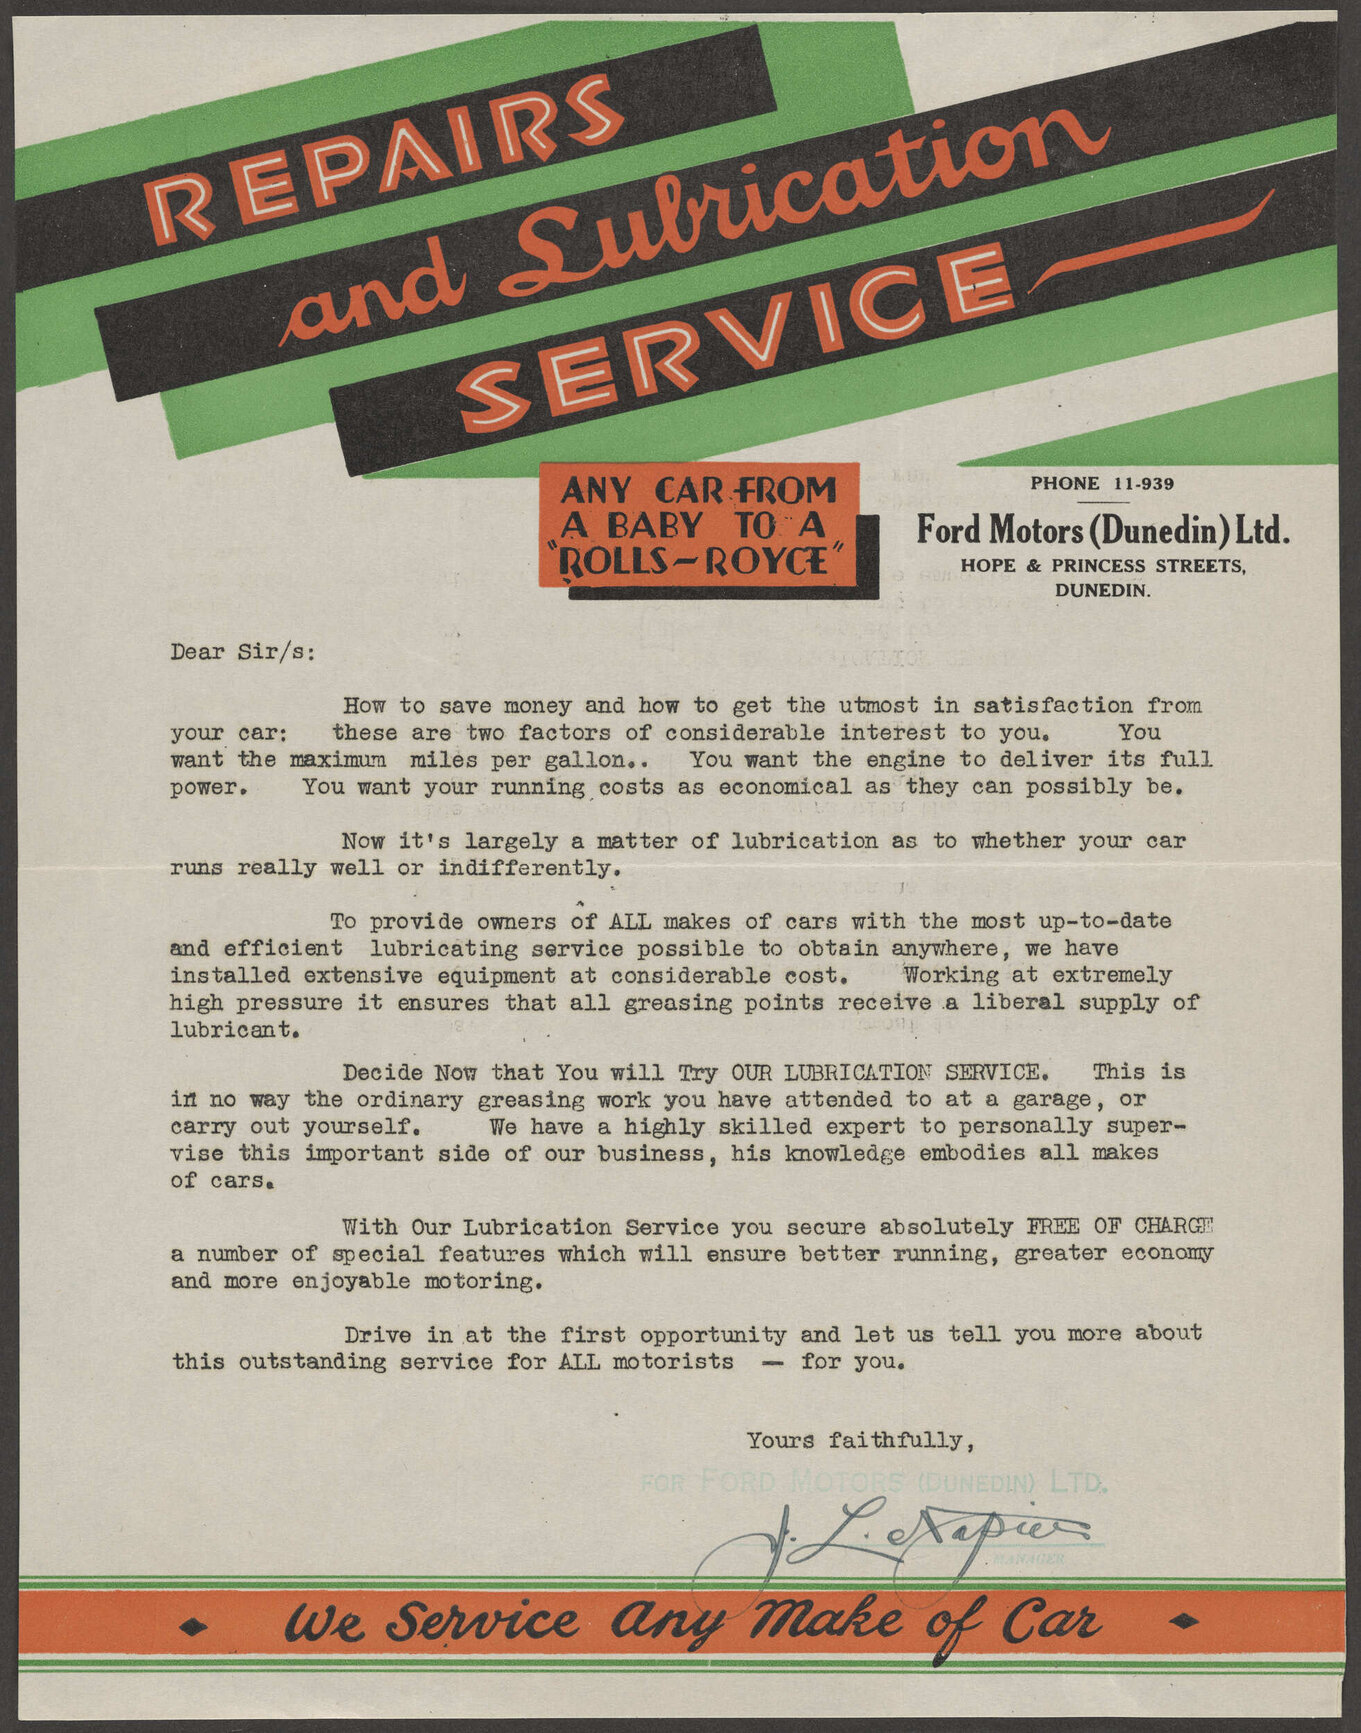 REPAIRS
and Lubrication
SERVICE
ANY CAR FROM
A BABY TO A
"ROLLS-ROYCE"
PHONE 11-939
Ford Motors (Dunedin) Ltd.
HOPE & PRINCESS STREETS,
DUNEDIN.
Dear Sir/s:
How to save money and how to get the utmost in satisfaction from
your car: these are two factors of considerable interest to you. You
want the maximum miles per gallon.. You want the engine to deliver its full
power. You want your running costs as economical as they can possibly be.
Now it's largely a matter of lubrication as to whether your car
runs really well or indifferently.
To provide owners of ALL makes of cars with the most up-to-date
and efficient lubricating service possible to obtain anywhere, we have
installed extensive equipment at considerable cost. Working at extremely
high pressure it ensures that all greasing points receive a liberal supply of
lubricant.
Decide Now that You will Try OUR LUBRICATION SERVICE. This is
in no way the ordinary greasing work you have attended to at a garage, or
carry out yourself. We have a highly skilled expert to personally super-
vise this important side of our business, his knowledge embodies all makes
of cars.
With Our Lubrication Service you secure absolutely FREE OF CHARGE
a number of special features which will ensure better running, greater economy
and more enjoyable motoring.
Drive in at the first opportunity and let us tell you more about
this outstanding service for ALL motorists — for you.
Yours faithfully,
FOR FORD MOTORS (DUNEDIN) LTD.
J. L. Napier
MANAGER
We Service Any Make of Car